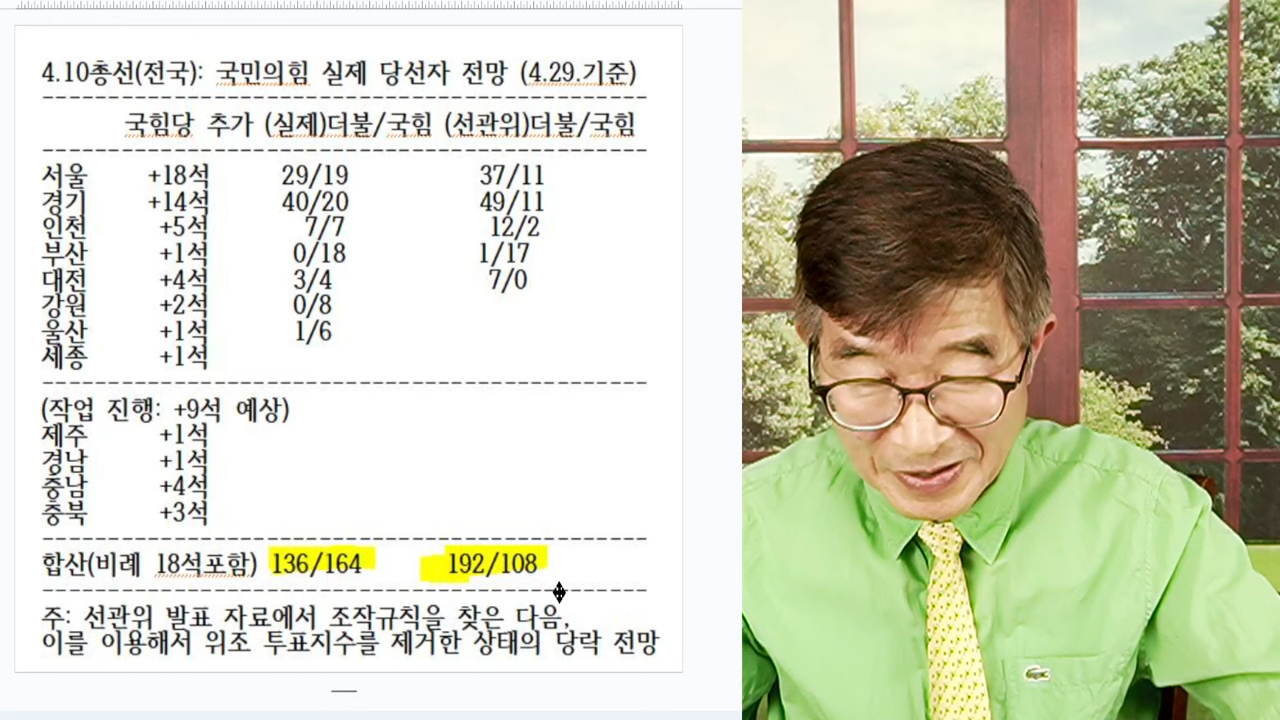 4.10총선(전국): 국민의힘 실제 당선자 전망 (4.29.기준)
국힘당 추가 (실제)더불/국힘 (선관위)더불/국힘
서울 +18석 29/19 37/11
경기 +14석 40/20 49/11
인천 +5석 7/7 12/2
부산 +1석 0/18 1/17
대전 +4석 3/4 7/0
강원 +2석 0/8
울산 +1석 1/6
세종 +1석
(작업 진행: +9석 예상)
제주 +1석
경남 +1석
충남 +4석
충북 +3석
합산(비례 18석포함) 136/164 192/108
주: 선관위 발표 자료에서 조작규칙을 찾은 다음,
이를 이용해서 위조 투표지수를 제거한 상태의 당락 전망